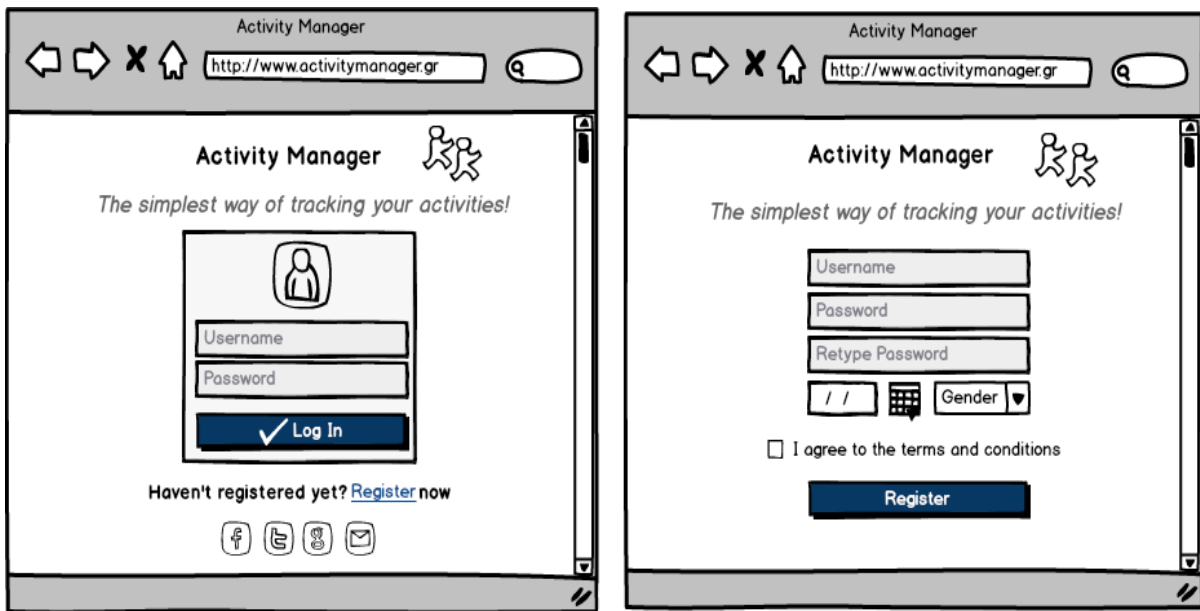 Activity Manager
http://www.activitymanager.gr
Activity Manager
The simplest way of tracking your activities!
Username
Password
Log In
Haven't registered yet? Register now
f t g
Activity Manager
http://www.activitymanager.gr
Activity Manager
The simplest way of tracking your activities!
Username
Password
Retype Password
/ / Gender
I agree to the terms and conditions
Register